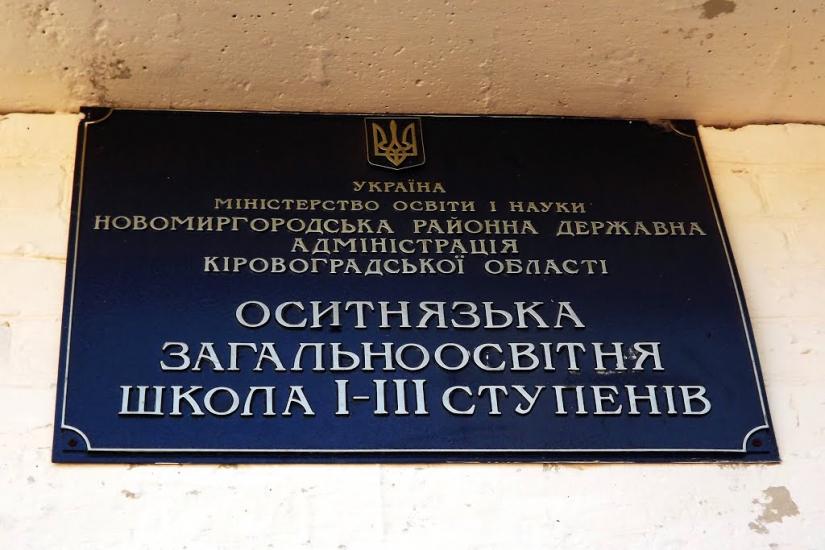 УКРАЇНА
МІНІСТЕРСТВО ОСВІТИ І НАУКИ
НОВОМИРГОРОДСЬКА РАЙОННА ДЕРЖАВНА
АДМІНІСТРАЦІЯ
КІРОВОГРАДСЬКОЇ ОБЛАСТІ
ОСИТНЯЗЬКА
ЗАГАЛЬНООСВІТНЯ
ШКОЛА І-ІІІ СТУПЕНІВ